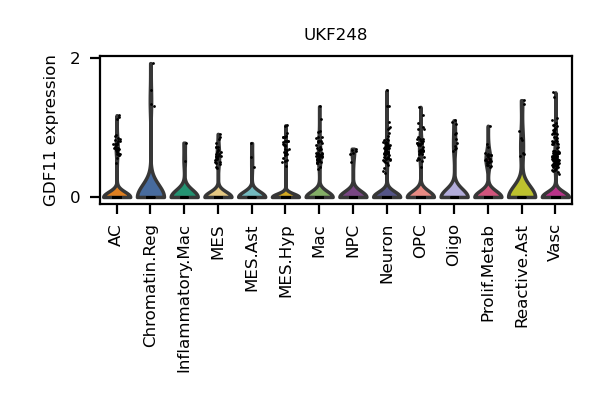 UKF248
GDF11 expression
2
0
AC
Chromatin.Reg
Inflammatory.Mac
MES
MES.Ast
MES.Hyp
Mac
NPC
Neuron
OPC
Oligo
Prolif.Metab
Reactive.Ast
Vasc